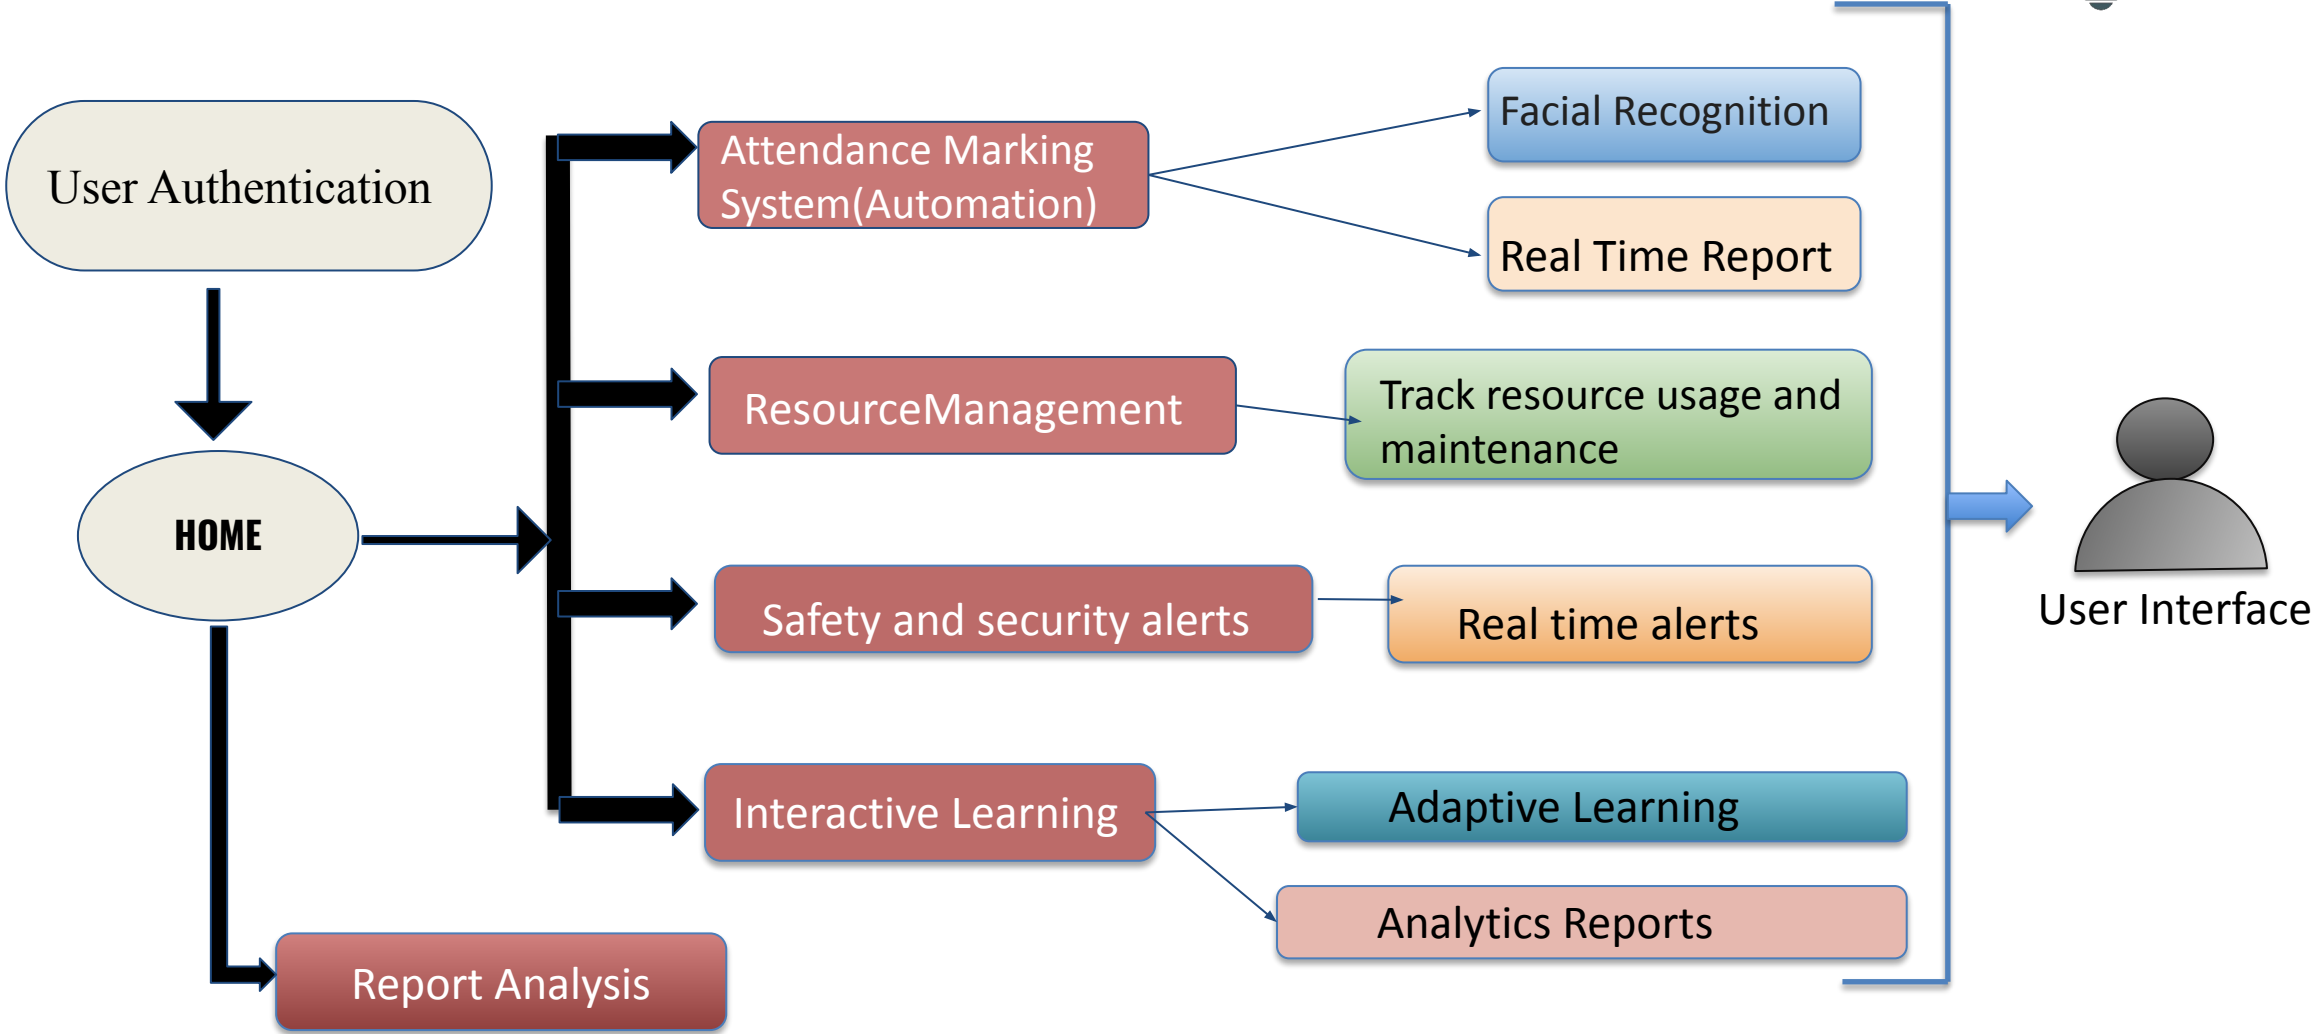 User Authentication
HOME
Report Analysis
Attendance Marking
System(Automation)
Facial Recognition
Real Time Report
ResourceManagement
Track resource usage and
maintenance
Safety and security alerts
Real time alerts
Interactive Learning
Adaptive Learning
Analytics Reports
User Interface